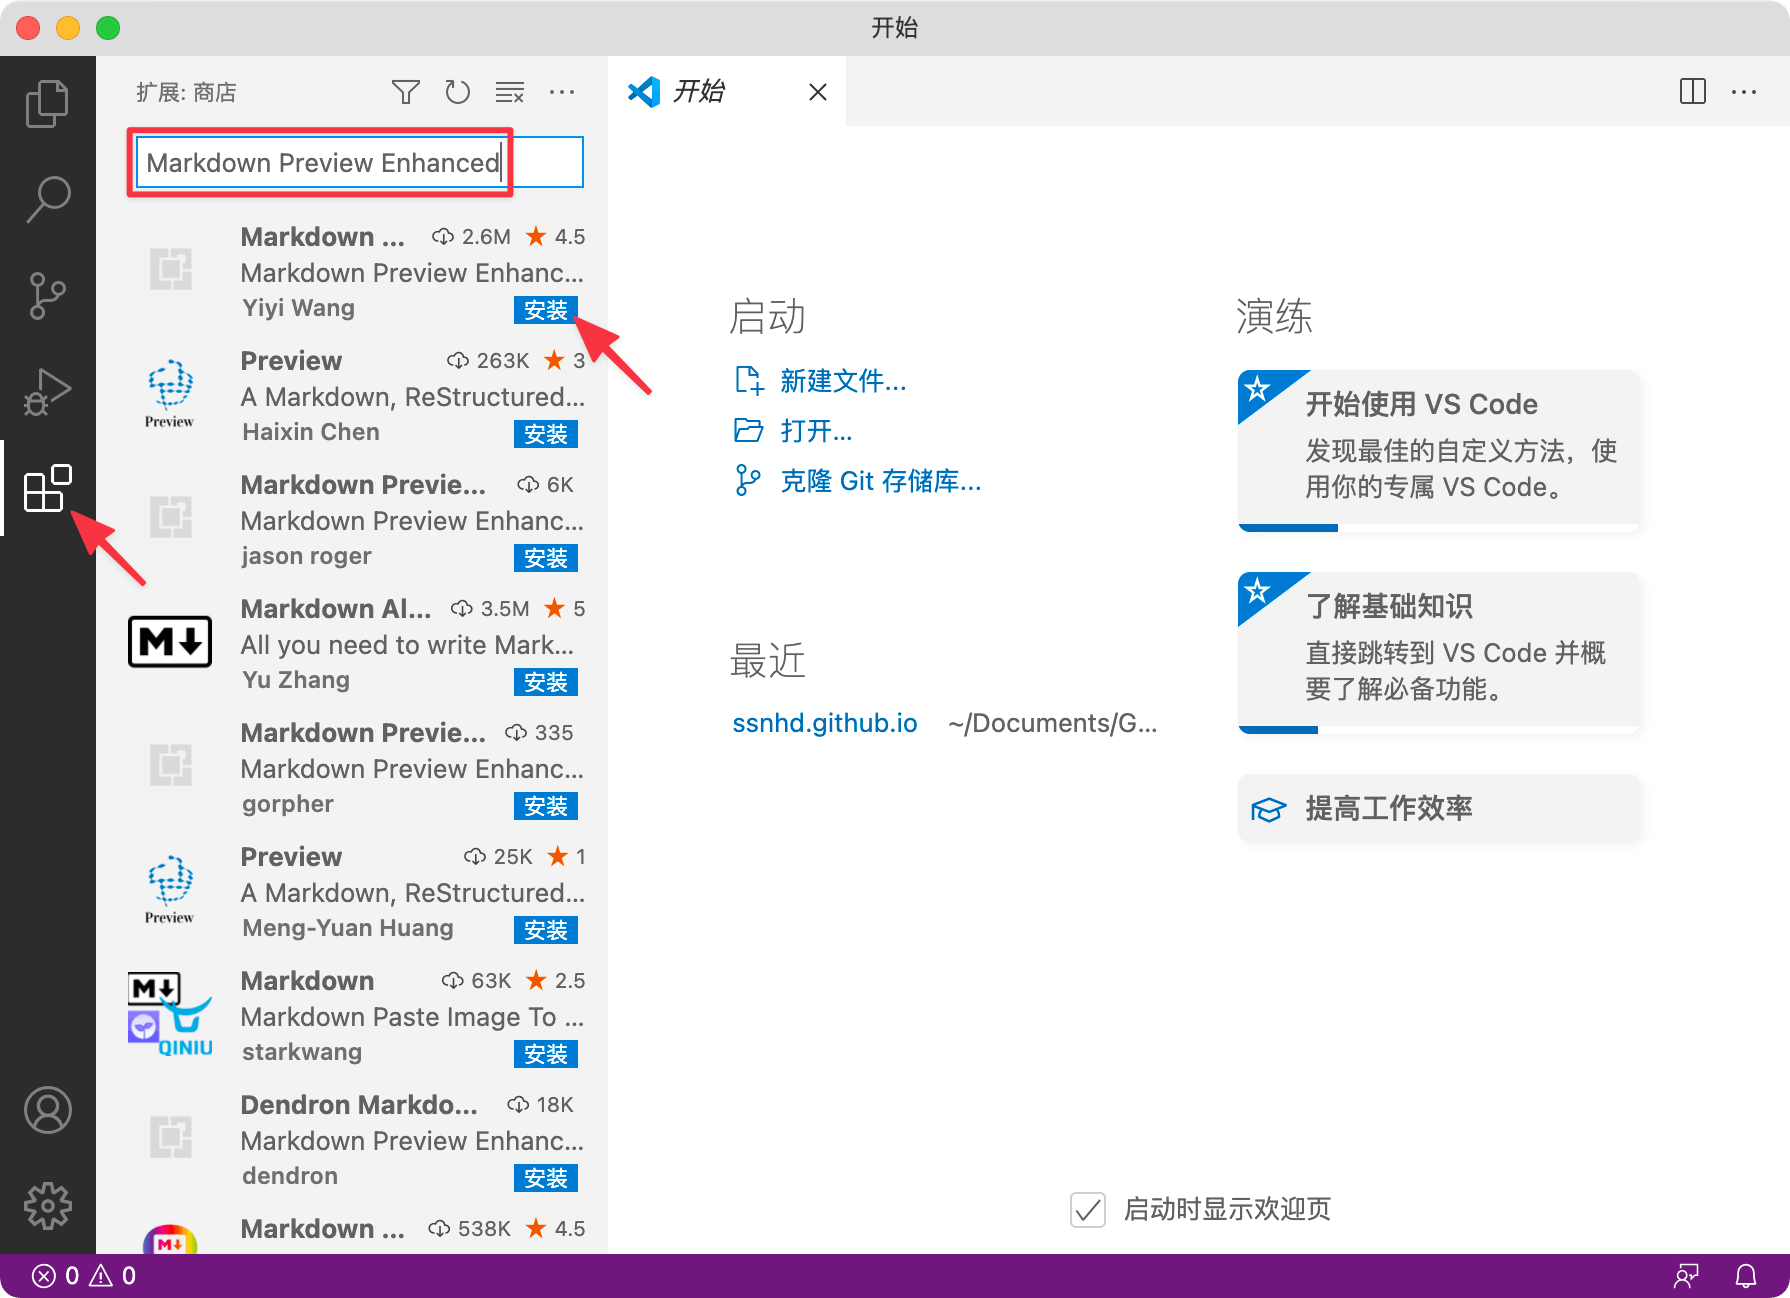 开始
扩展: 商店
开始
Markdown Preview Enhanced
Markdown ... 2.6M 4.5
Markdown Preview Enhanc...
Yiyi Wang 安装
Preview 263K 3
A Markdown, ReStructured...
Haixin Chen 安装
Preview
Markdown Previe... 6K
Markdown Preview Enhanc...
jason roger 安装
Markdown Al... 3.5M 5
All you need to write Mark...
Yu Zhang 安装
M
Markdown Previe... 335
Markdown Preview Enhanc...
gorpher 安装
Preview 25K 1
A Markdown, ReStructured...
Meng-Yuan Huang 安装
Preview
Markdown 63K 2.5
Markdown Paste Image To ...
starkwang 安装
M
QINIU
Dendron Markdo... 18K
Markdown Preview Enhanc...
dendron 安装
Markdown ... 538K 4.5
M
启动
新建文件...
打开...
克隆 Git 存储库...
最近
ssnhd.github.io ~/Documents/G...
演练
开始使用 VS Code
发现最佳的自定义方法，使
用你的专属 VS Code。
了解基础知识
直接跳转到 VS Code 并概
要了解必备功能。
提高工作效率
启动时显示欢迎页
0 0